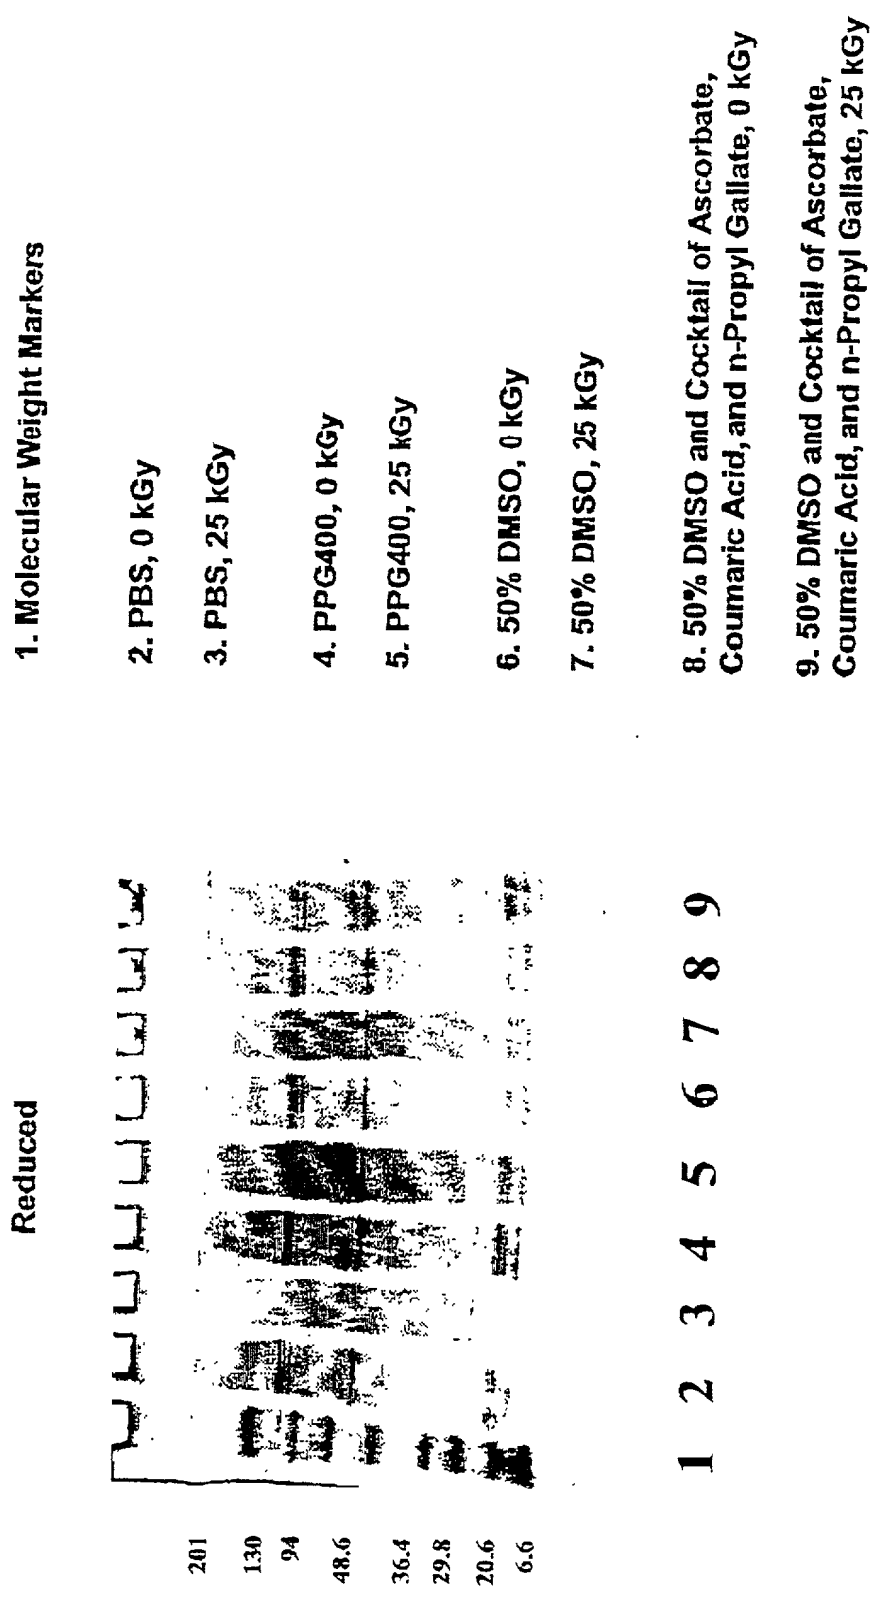 Reduced
201
130
94
48.6
36.4
29.8
20.6
6.6
1 2 3 4 5 6 7 8 9
1. Molecular Weight Markers
2. PBS, 0 kGy
3. PBS, 25 kGy
4. PPG400, 0 kGy
5. PPG400, 25 kGy
6. 50% DMSO, 0 kGy
7. 50% DMSO, 25 kGy
8. 50% DMSO and Cocktail of Ascorbate,
Coumaric Acid, and n-Propyl Gallate, 0 kGy
9. 50% DMSO and Cocktail of Ascorbate,
Coumaric Acid, and n-Propyl Gallate, 25 kGy